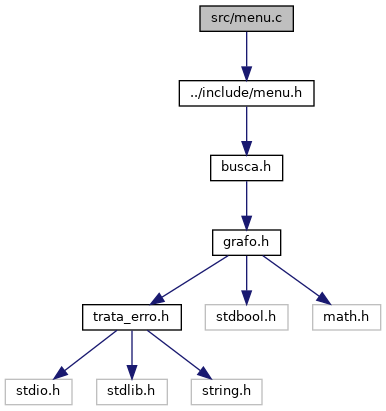 src/menu.c
../include/menu.h
busca.h
grafo.h
trata_erro.h
stdbool.h
math.h
stdio.h
stdlib.h
string.h